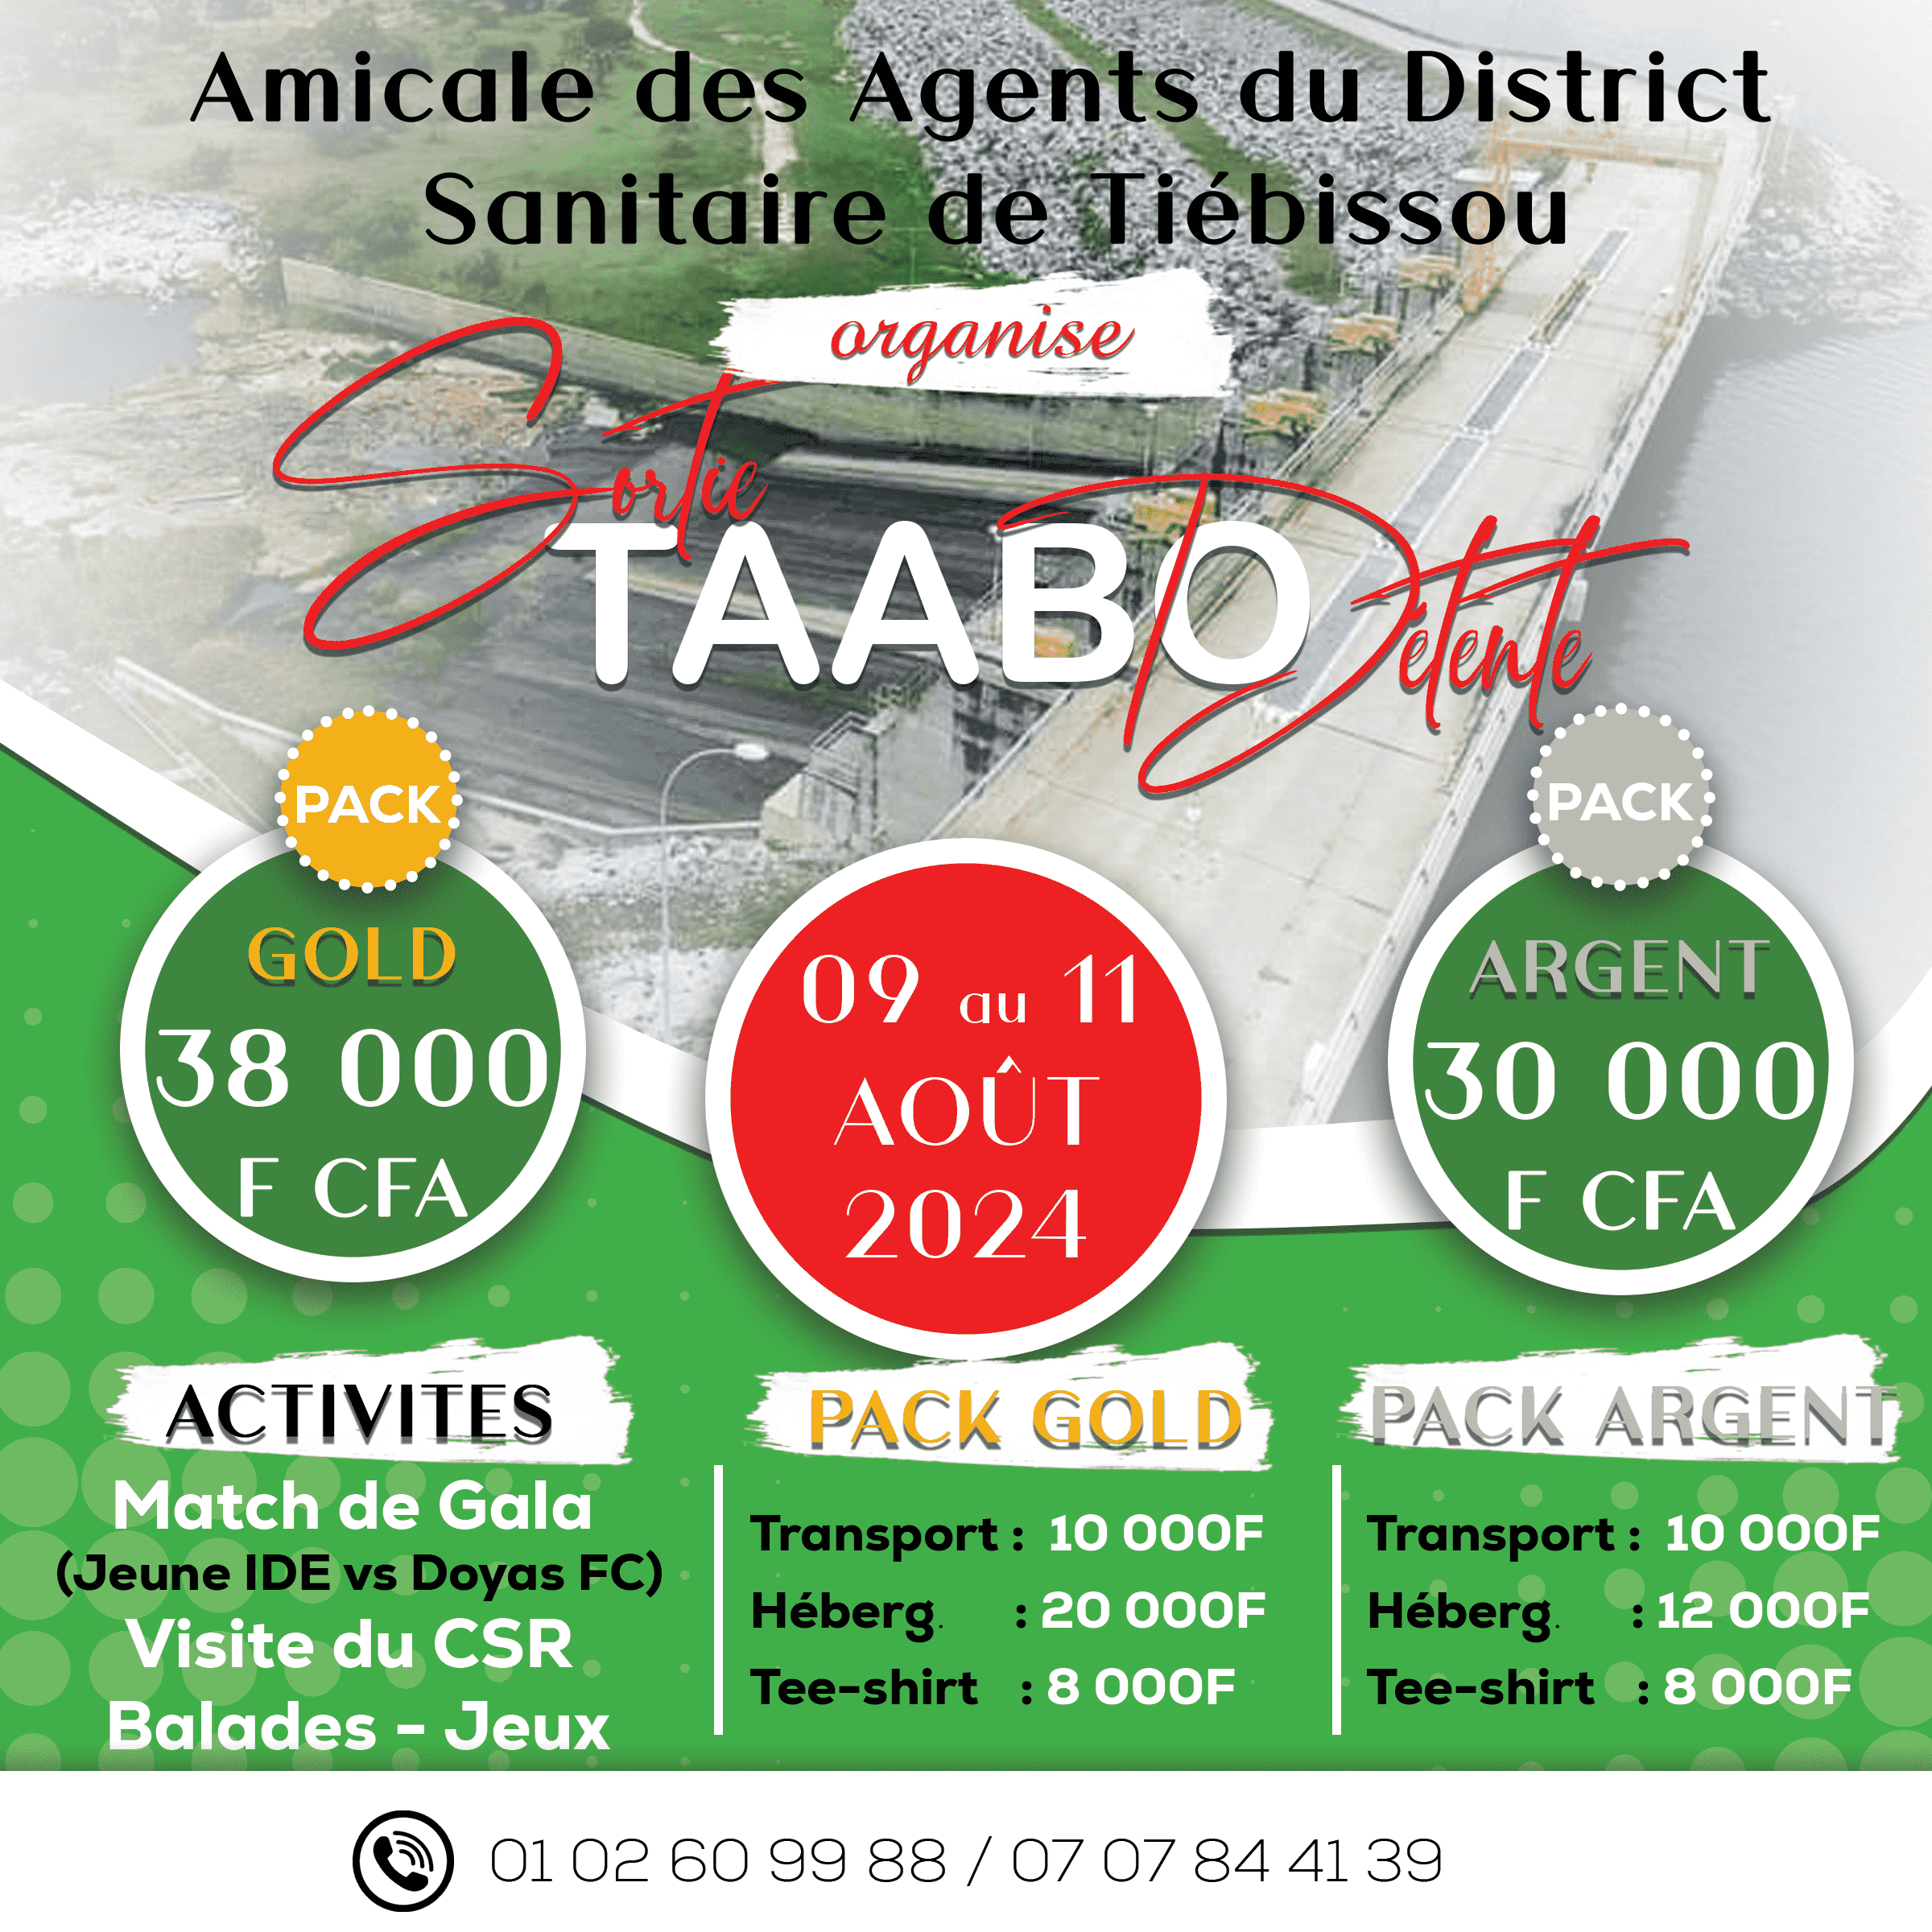 Amicale des Agents du District
Sanitaire de Tiébissou
organise
Sortie
TAABO
Détente
PACK
GOLD
38 000
F CFA
09 au 11
AOÛT
2024
PACK
ARGENT
30 000
F CFA
ACTIVITES
Match de Gala
(Jeune IDE vs Doyas FC)
Visite du CSR
Balades - Jeux
PACK GOLD
Transport : 10 000F
Héberg. : 20 000F
Tee-shirt : 8 000F
PACK ARGENT
Transport : 10 000F
Héberg. : 12 000F
Tee-shirt : 8 000F
01 02 60 99 88 / 07 07 84 41 39